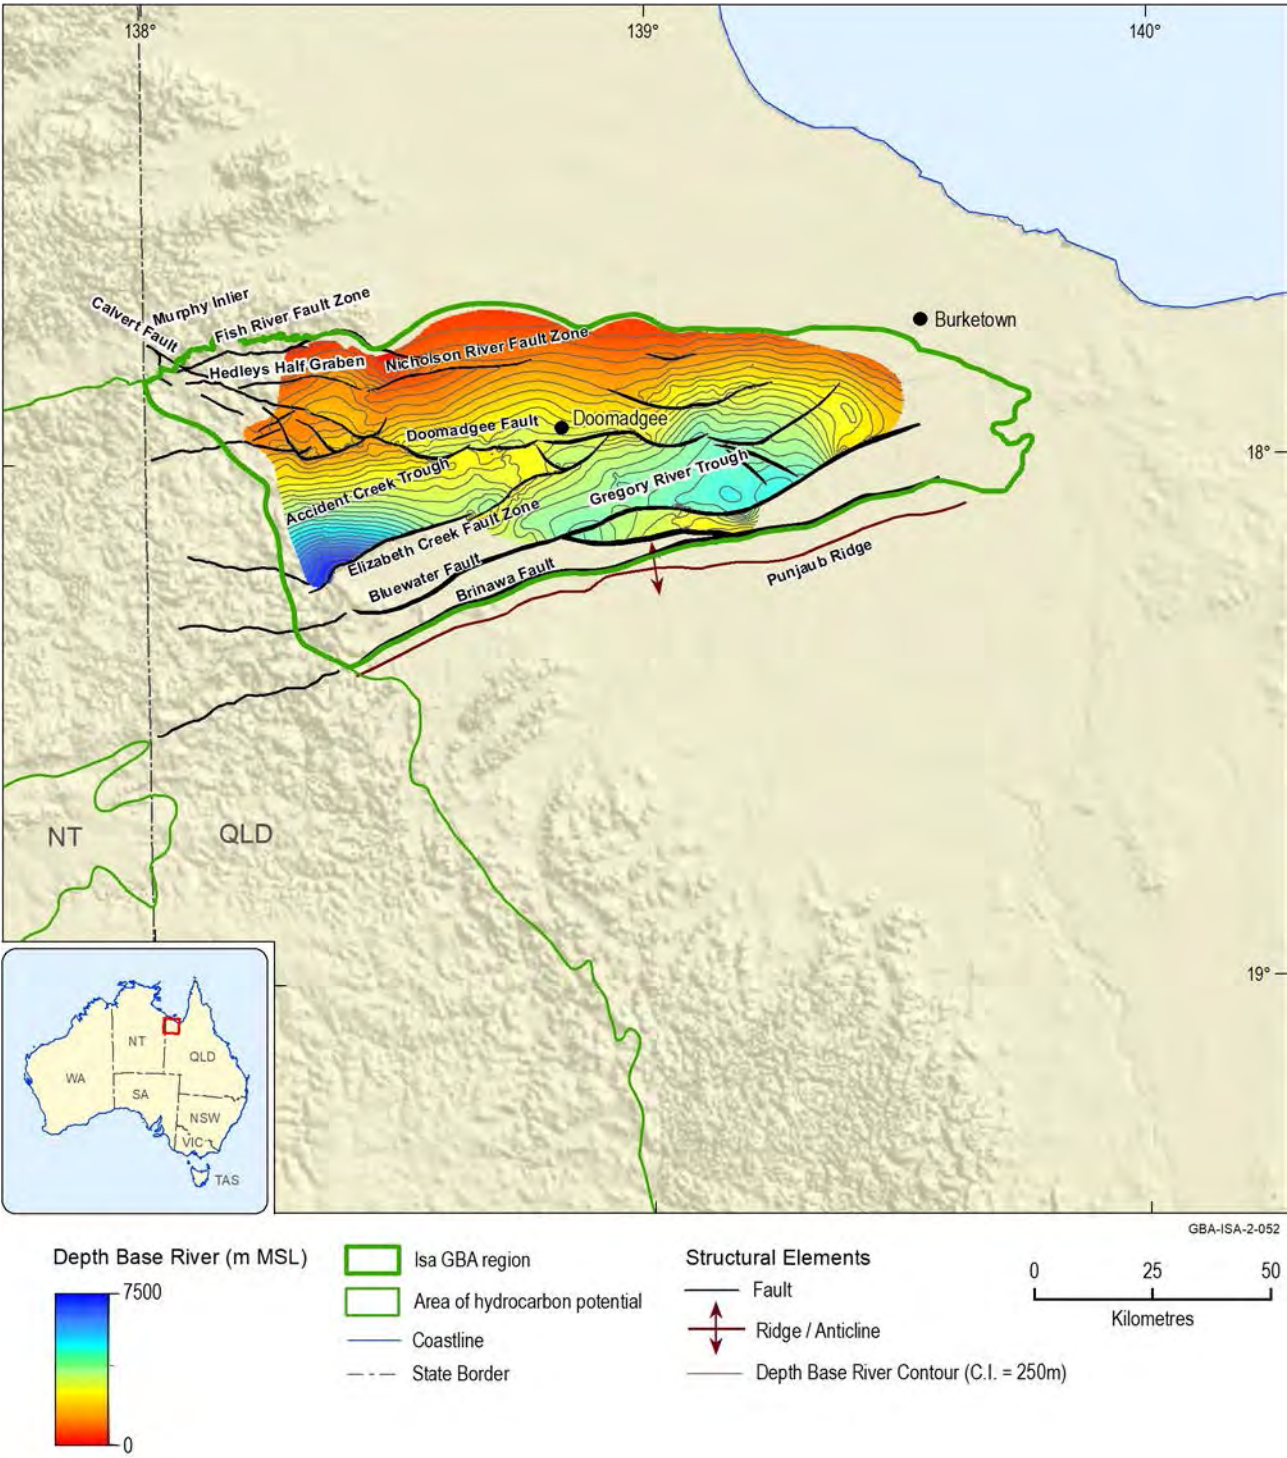 138°
139°
140°
Murphy Inlier
Calvert Fault
Fish River Fault Zone
Burketown
Hedleys Half Graben
Nicholson River Fault Zone
Doomadgee
Doomadgee Fault
18°
Accident Creek Trough
Gregory River Trough
Elizabeth Creek Fault Zone
Bluewater Fault
Brinawa Fault
Punjaub Ridge
NT
QLD
19°
NT
QLD
WA
SA
NSW
VIC
TAS
GBA-ISA-2-052
Depth Base River (m MSL)
7500
0
Isa GBA region
Area of hydrocarbon potential
Coastline
State Border
Structural Elements
Fault
Ridge / Anticline
Depth Base River Contour (C.I. = 250m)
0 25 50
Kilometres